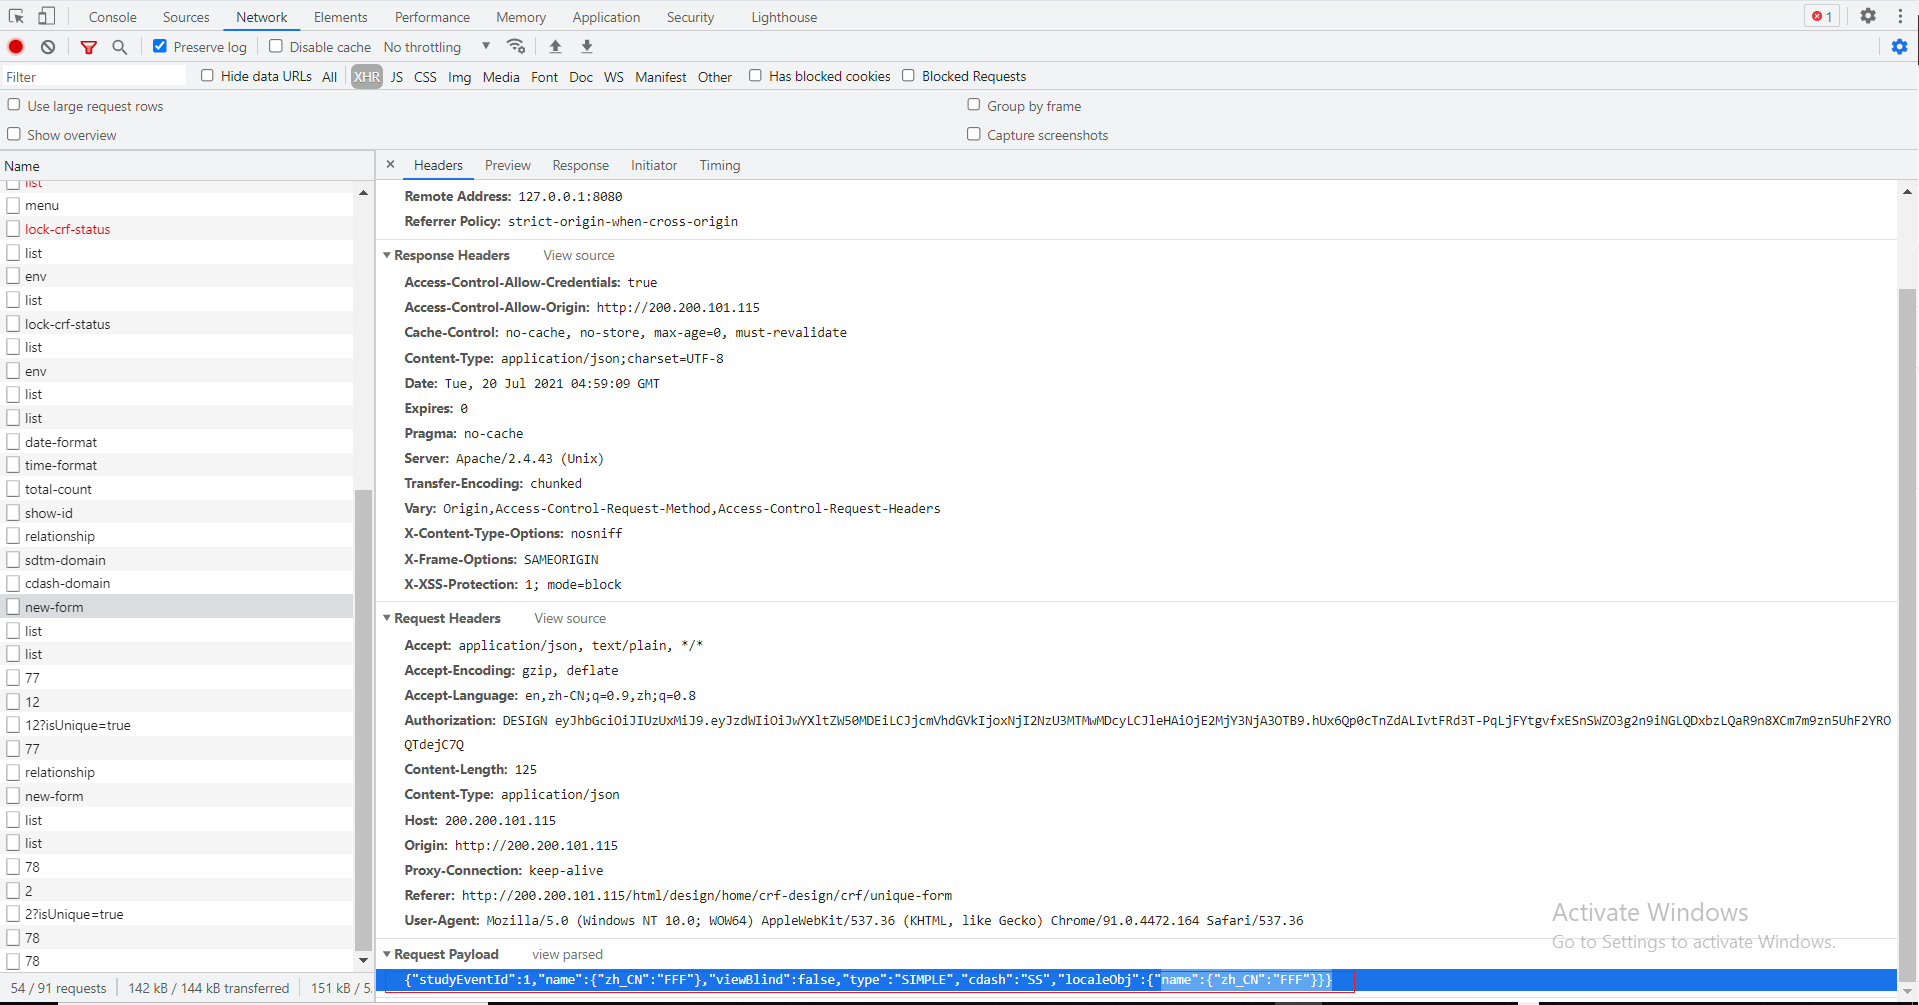 Console Sources Network Elements Performance Memory Application Security Lighthouse 1
Preserve log Disable cache No throttling
Filter Hide data URLs All XHR JS CSS Img Media Font Doc WS Manifest Other Has blocked cookies Blocked Requests
Use large request rows Group by frame
Show overview Capture screenshots
Name
list
menu
lock-crf-status
list
env
list
lock-crf-status
list
env
list
list
date-format
time-format
total-count
show-id
relationship
sdtm-domain
cdash-domain
new-form
list
list
77
12
12?isUnique=true
77
relationship
new-form
list
list
78
2
2?isUnique=true
78
78
54 / 91 requests 142 kB / 144 kB transferred 151 kB / 5.
× Headers Preview Response Initiator Timing
Remote Address: 127.0.0.1:8080
Referrer Policy: strict-origin-when-cross-origin
Response Headers View source
Access-Control-Allow-Credentials: true
Access-Control-Allow-Origin: http://200.200.101.115
Cache-Control: no-cache, no-store, max-age=0, must-revalidate
Content-Type: application/json;charset=UTF-8
Date: Tue, 20 Jul 2021 04:59:09 GMT
Expires: 0
Pragma: no-cache
Server: Apache/2.4.43 (Unix)
Transfer-Encoding: chunked
Vary: Origin,Access-Control-Request-Method,Access-Control-Request-Headers
X-Content-Type-Options: nosniff
X-Frame-Options: SAMEORIGIN
X-XSS-Protection: 1; mode=block
Request Headers View source
Accept: application/json, text/plain, */*
Accept-Encoding: gzip, deflate
Accept-Language: en,zh-CN;q=0.9,zh;q=0.8
Authorization: DESIGN eyJhbGciOiJIUzUxMiJ9.eyJzdWIiOiJwYXltZW50MDEiLCJjcmVhdGVkIjoxNjI2NzU3MTMwMDcyLCJleHAiOjE2MjY3NjA3OTB9.hUx6Qp0cTnZdALIvtFRd3T-PqLjFYtgvfxESnSWZO3g2n9iNGLQDxbzLQaR9n8XCm7m9zn5UhF2YRO
QTdejC7Q
Content-Length: 125
Content-Type: application/json
Host: 200.200.101.115
Origin: http://200.200.101.115
Proxy-Connection: keep-alive
Referer: http://200.200.101.115/html/design/home/crf-design/crf/unique-form
User-Agent: Mozilla/5.0 (Windows NT 10.0; WOW64) AppleWebKit/537.36 (KHTML, like Gecko) Chrome/91.0.4472.164 Safari/537.36
Request Payload view parsed
{"studyEventId":1,"name":{"zh_CN":"FFF"},"viewBlind":false,"type":"SIMPLE","cdash":"SS","localeObj":{"name":{"zh_CN":"FFF"}}}
Activate Windows
Go to Settings to activate Windows.